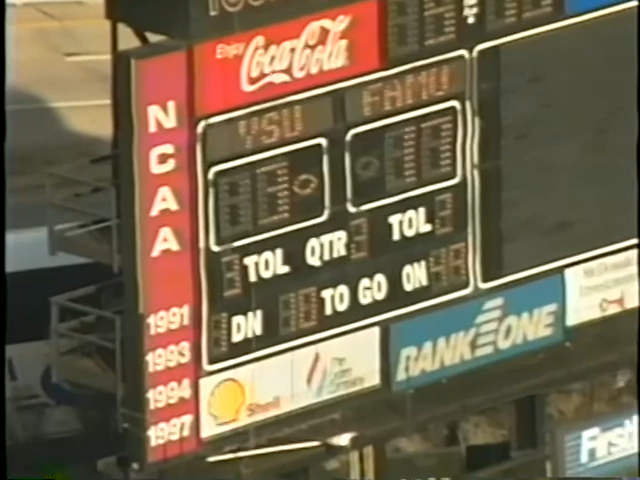 Enjoy
Coca-Cola
NCAA
1991
1993
1994
1997
VSU FAMU
TOL QTR TOL
DN TO GO ON
Shell
BANK ONE
First